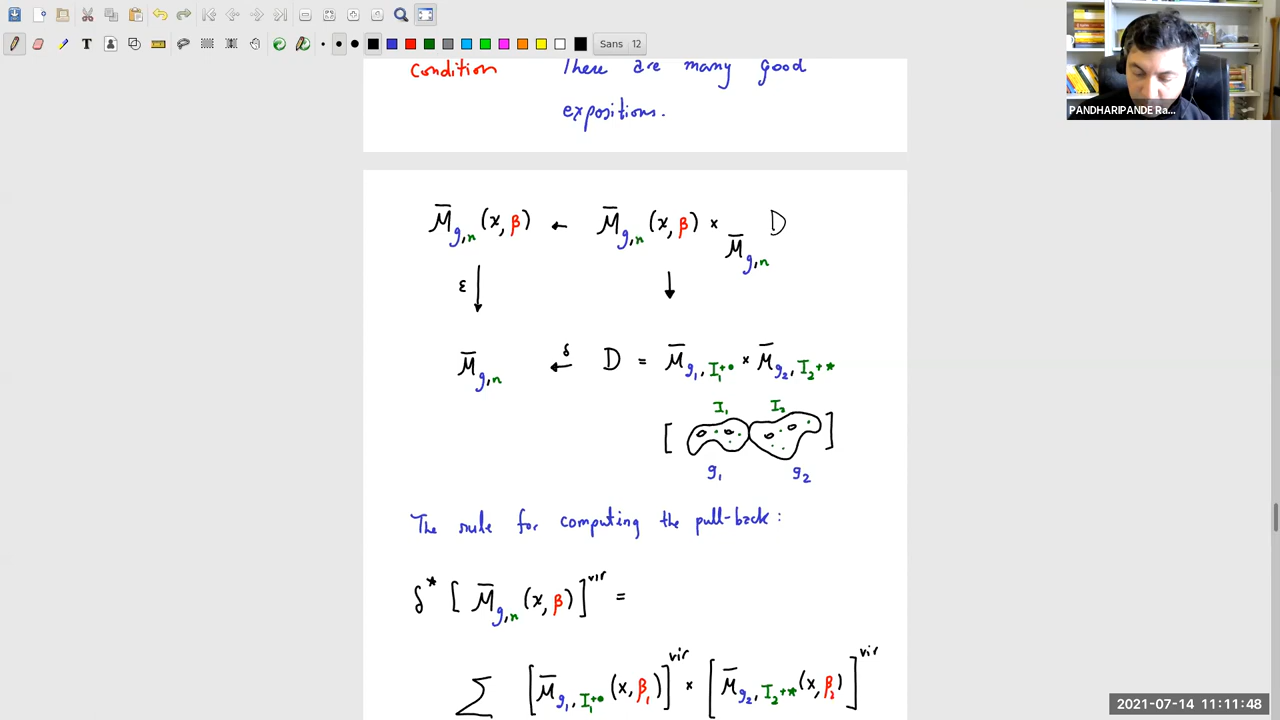 Sans 12
PANDHARIPANDE Ra...
Condition There are many good
expositions.
M̄_{g,n}(X, β) ← M̄_{g,n}(X, β) ×_{M̄_{g,n}} D
ε ↓ ↓
M̄_{g,n} ←^δ D = M̄_{g₁, I₁+•} × M̄_{g₂, I₂+*}
I₁ I₂
[ ]
g₁ g₂
The rule for computing the pull-back:
δ^* [M̄_{g,n}(X, β)]^{vir} =
∑ [M̄_{g₁, I₁+•}(X, β₁)]^{vir} × [M̄_{g₂, I₂+*}(X, β₂)]^{vir}
2021-07-14 11:11:48